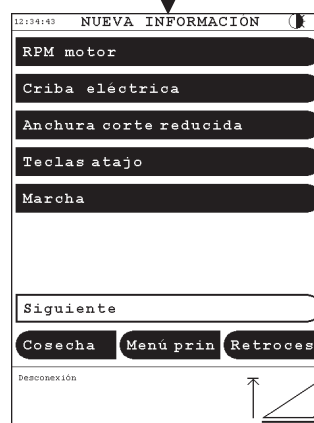 12:34:43 NUEVA INFORMACIÓN
RPM motor
Criba eléctrica
Anchura corte reducida
Teclas atajo
Marcha
Siguiente
Cosecha Menú prin Retroces
Desconexión